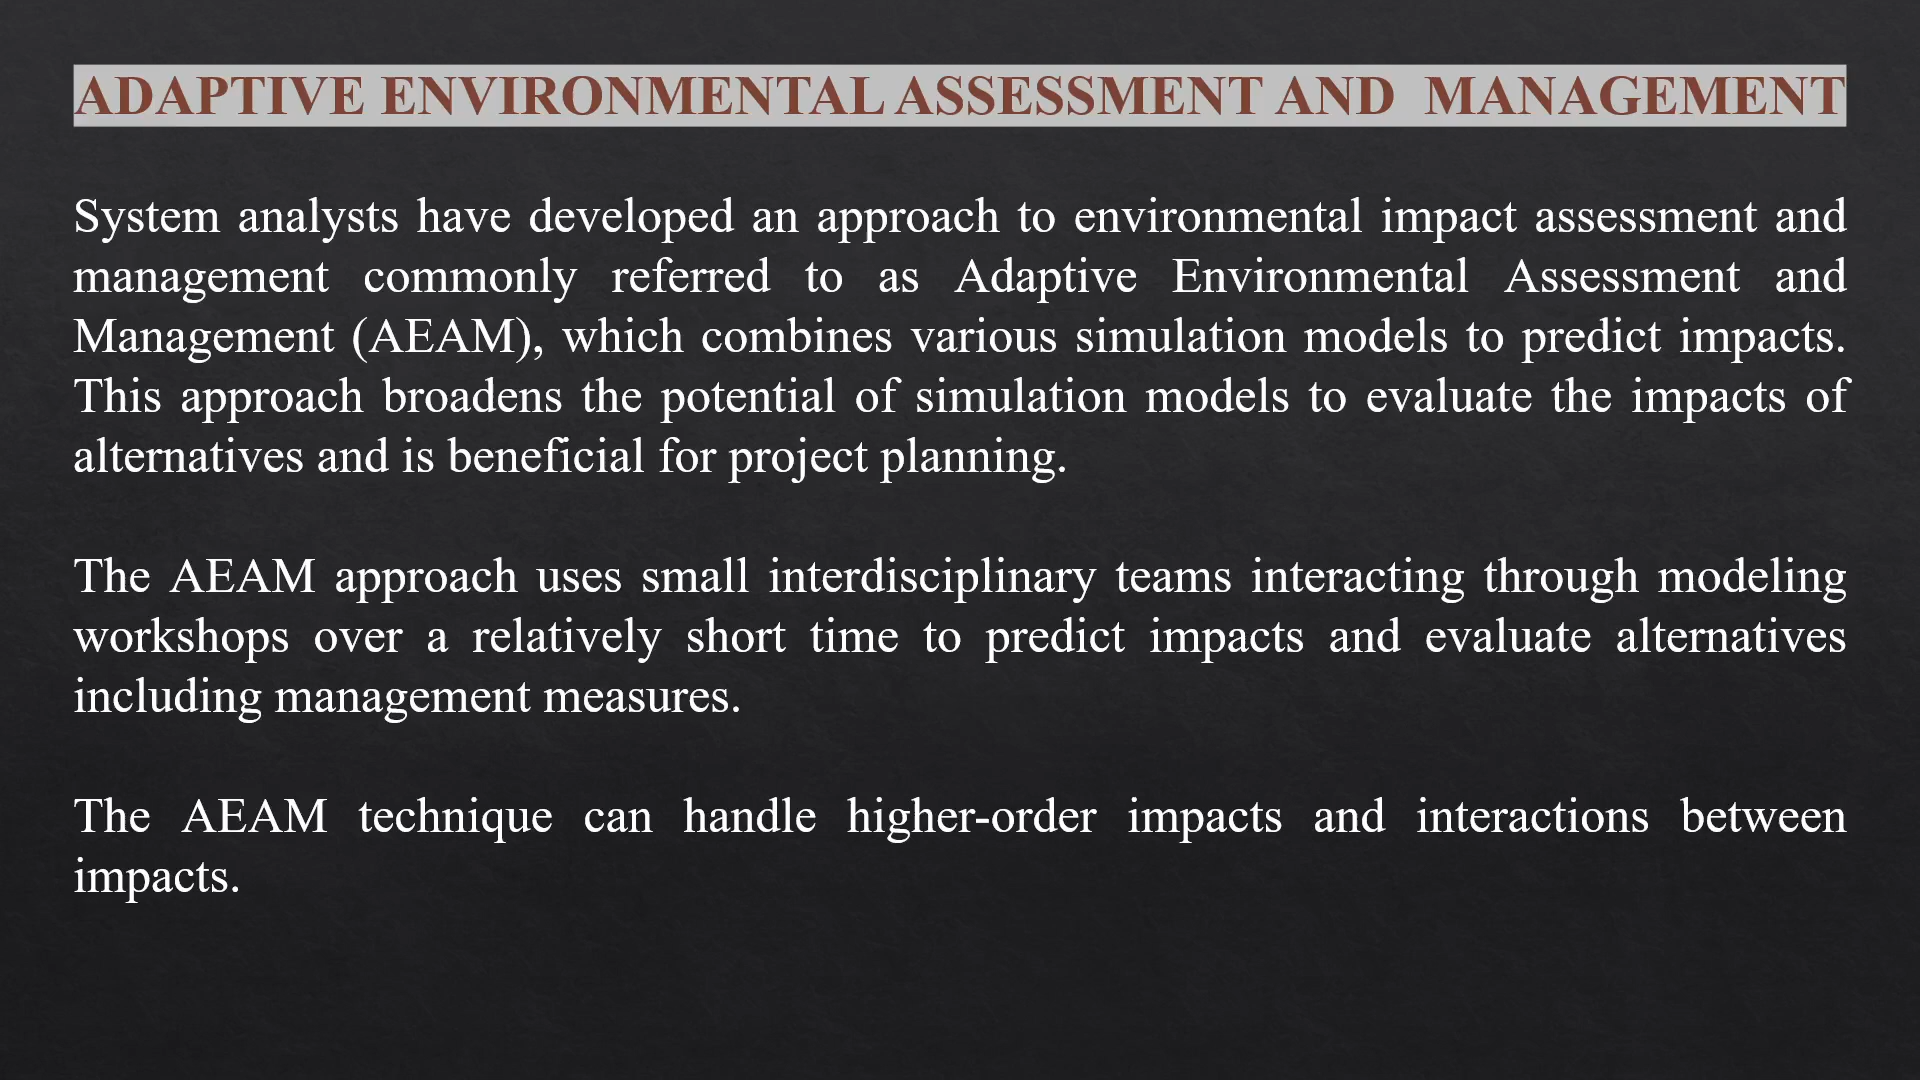 ADAPTIVE ENVIRONMENTAL ASSESSMENT AND MANAGEMENT
System analysts have developed an approach to environmental impact assessment and
management commonly referred to as Adaptive Environmental Assessment and
Management (AEAM), which combines various simulation models to predict impacts.
This approach broadens the potential of simulation models to evaluate the impacts of
alternatives and is beneficial for project planning.
The AEAM approach uses small interdisciplinary teams interacting through modeling
workshops over a relatively short time to predict impacts and evaluate alternatives
including management measures.
The AEAM technique can handle higher-order impacts and interactions between
impacts.